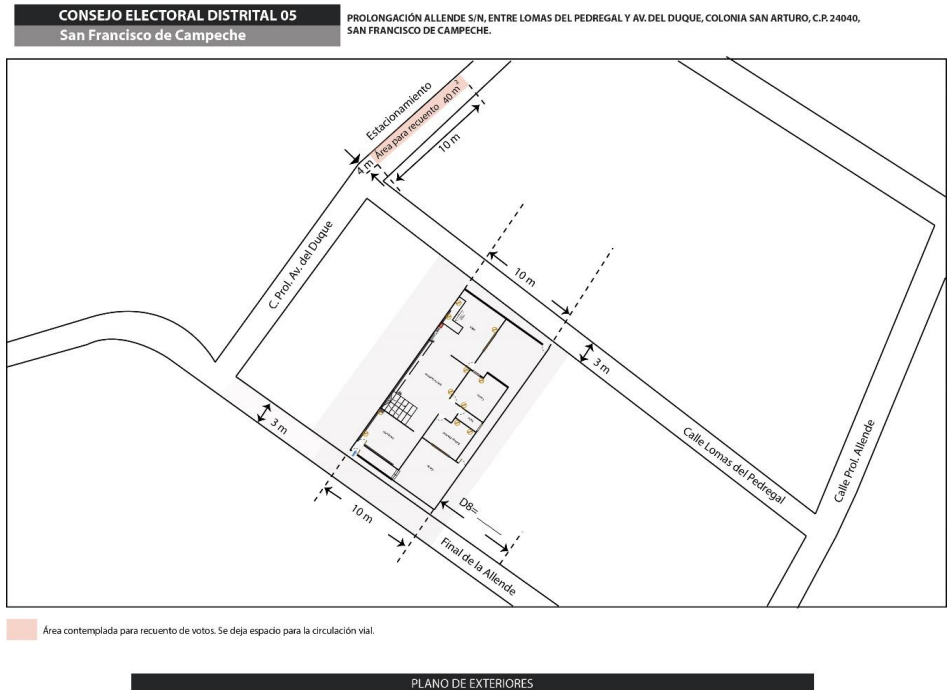 CONSEJO ELECTORAL DISTRITAL 05
San Francisco de Campeche
PROLONGACIÓN ALLENDE S/N, ENTRE LOMAS DEL PEDREGAL Y AV. DEL DUQUE, COLONIA SAN ARTURO, C.P. 24040,
SAN FRANCISCO DE CAMPECHE.
Estacionamiento
Área para recuento 40 m²
10 m
4 m
C. Prol. Av. del Duque
10 m
3 m
3 m
Calle Lomas del Pedregal
Calle Prol. Allende
10 m
D8=
Final de la Allende
Área contemplada para recuento de votos. Se deja espacio para la circulación vial.
PLANO DE EXTERIORES